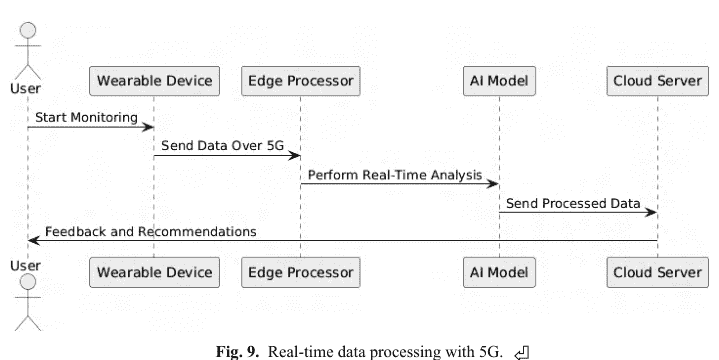 User
Wearable Device
Edge Processor
AI Model
Cloud Server
Start Monitoring
Send Data Over 5G
Perform Real-Time Analysis
Send Processed Data
Feedback and Recommendations
User
Wearable Device
Edge Processor
AI Model
Cloud Server
Fig. 9. Real-time data processing with 5G.